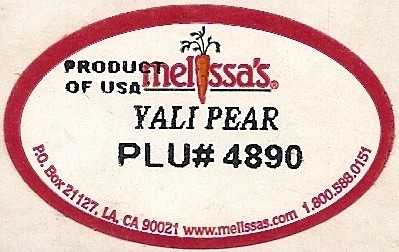 PRODUCT
OF USA
melissa's®
YALI PEAR
PLU# 4890
P.O. Box 21127, LA, CA 90021 www.melissas.com 1.800.588.0151